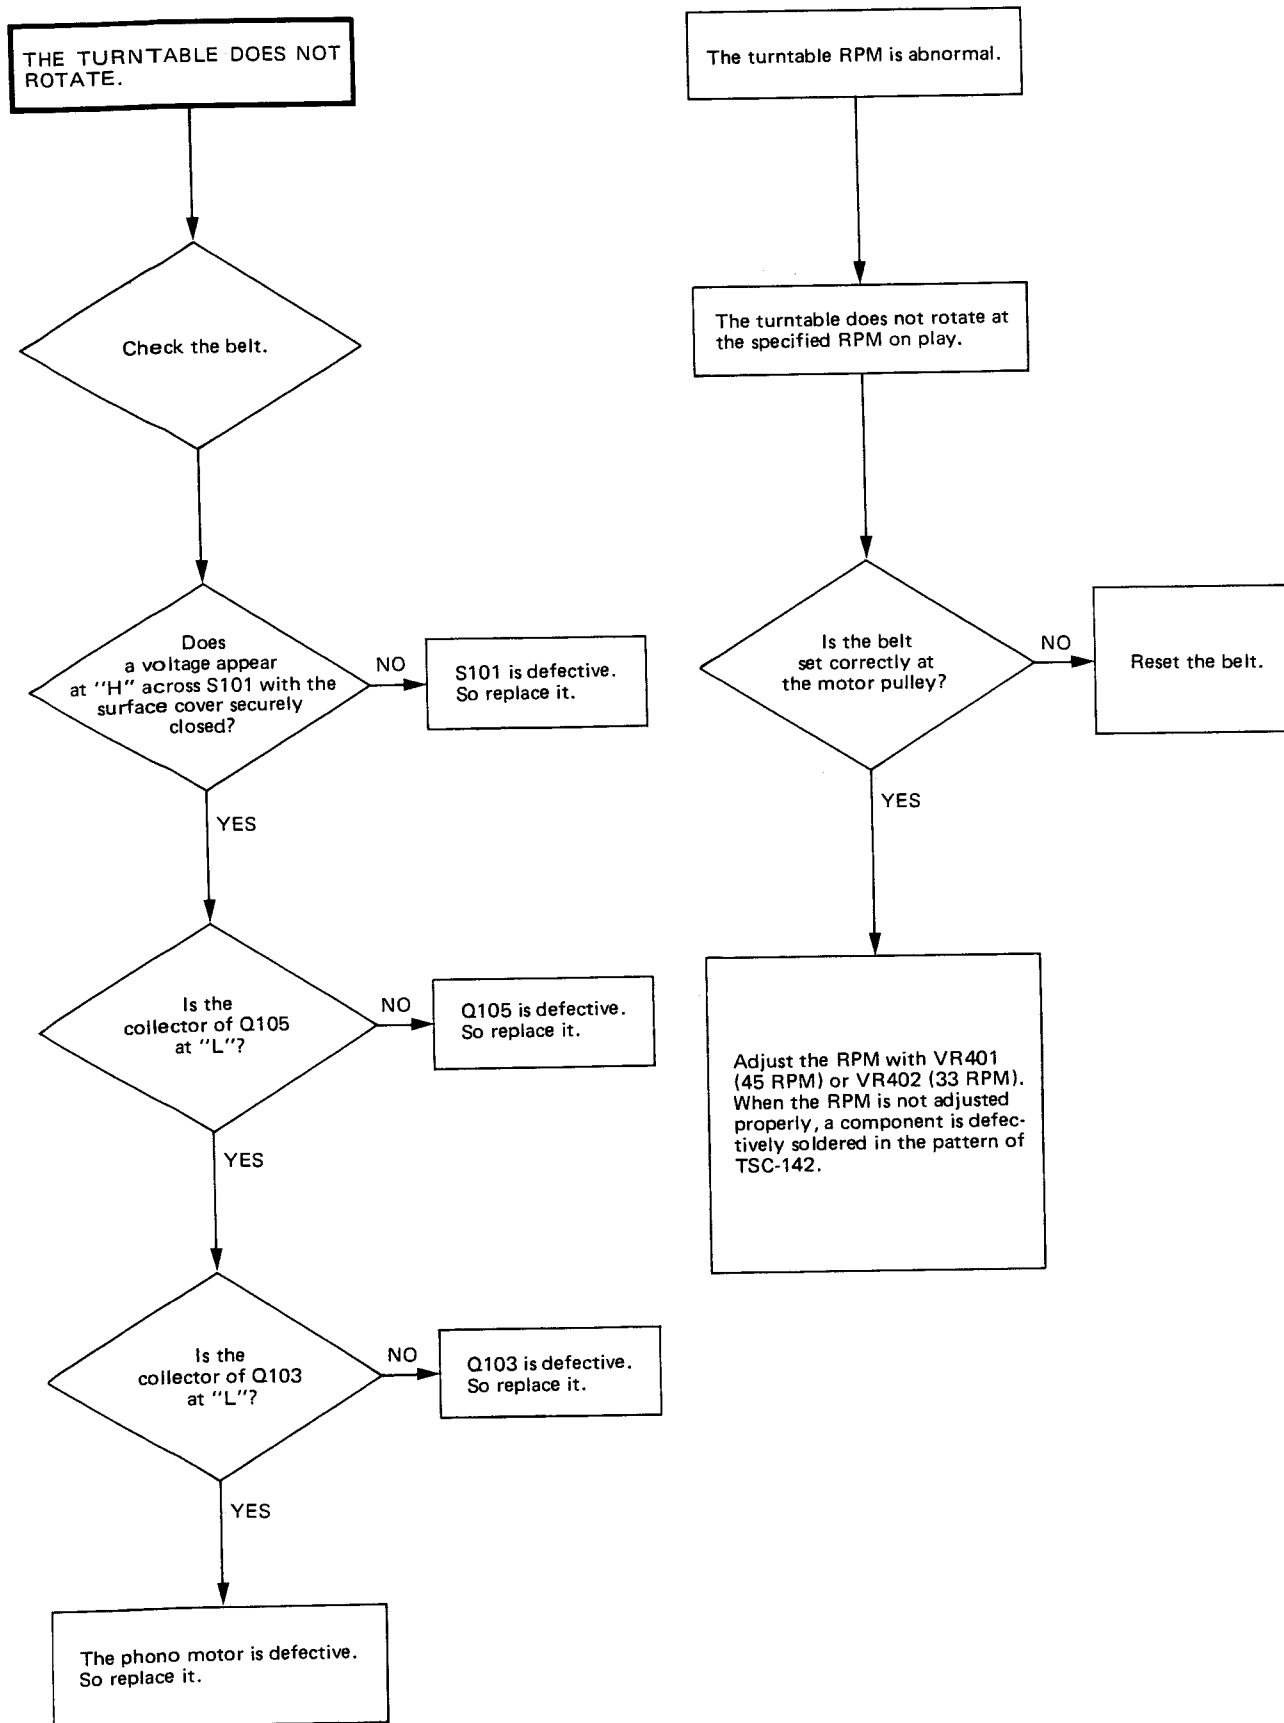 THE TURNTABLE DOES NOT
ROTATE.
Check the belt.
Does
a voltage appear
at "H" across S101 with the
surface cover securely
closed?
NO
S101 is defective.
So replace it.
YES
Is the
collector of Q105
at "L"?
NO
Q105 is defective.
So replace it.
YES
Is the
collector of Q103
at "L"?
NO
Q103 is defective.
So replace it.
YES
The phono motor is defective.
So replace it.
The turntable RPM is abnormal.
The turntable does not rotate at
the specified RPM on play.
Is the belt
set correctly at
the motor pulley?
NO
Reset the belt.
YES
Adjust the RPM with VR401
(45 RPM) or VR402 (33 RPM).
When the RPM is not adjusted
properly, a component is defec-
tively soldered in the pattern of
TSC-142.